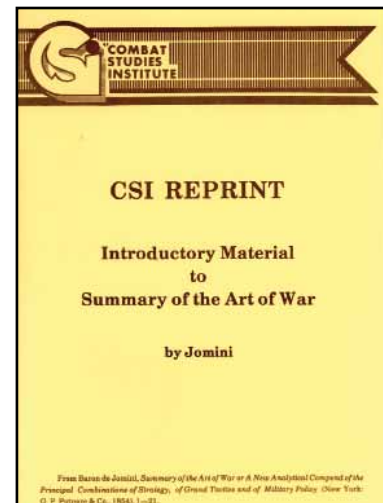 COMBAT
STUDIES
INSTITUTE
CSI REPRINT
Introductory Material
to
Summary of the Art of War
by Jomini
From Baron de Jomini, Summary of the Art of War or A New Analytical Compend of the
Principal Combinations of Strategy, of Grand Tactics and of Military Policy. (New York:
G. P. Putnam & Co., 1854), 1—21.